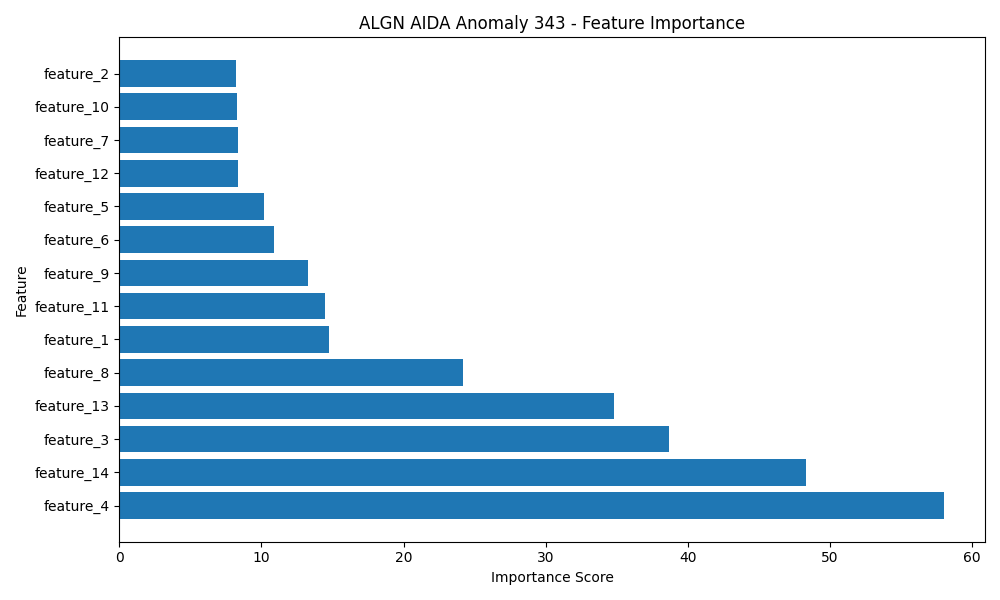 ALGN AIDA Anomaly 343 - Feature Importance
feature_2
feature_10
feature_7
feature_12
feature_5
feature_6
feature_9
feature_11
feature_1
feature_8
feature_13
feature_3
feature_14
feature_4
Feature
0 10 20 30 40 50 60
Importance Score